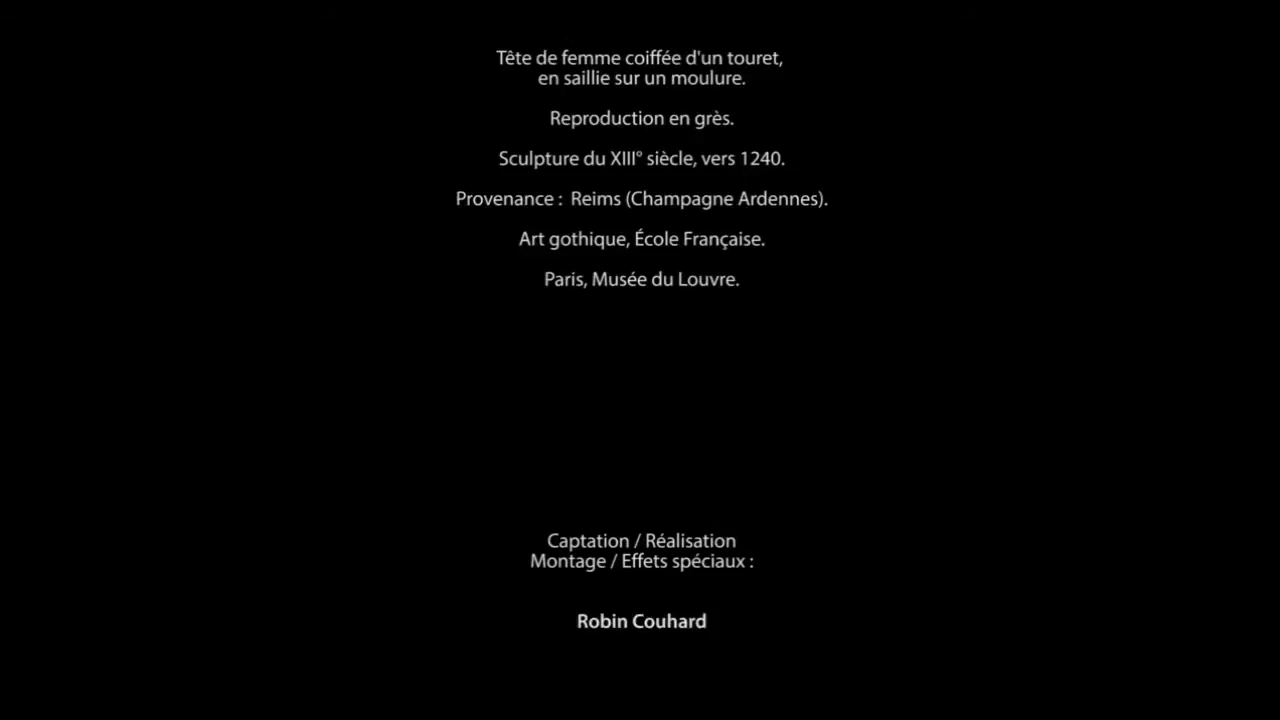 Tête de femme coiffée d'un touret,
en saillie sur un moulure.
Reproduction en grès.
Sculpture du XIII° siècle, vers 1240.
Provenance :  Reims (Champagne Ardennes).
Art gothique, École Française.
Paris, Musée du Louvre.
Captation / Réalisation
Montage / Effets spéciaux :
Robin Couhard